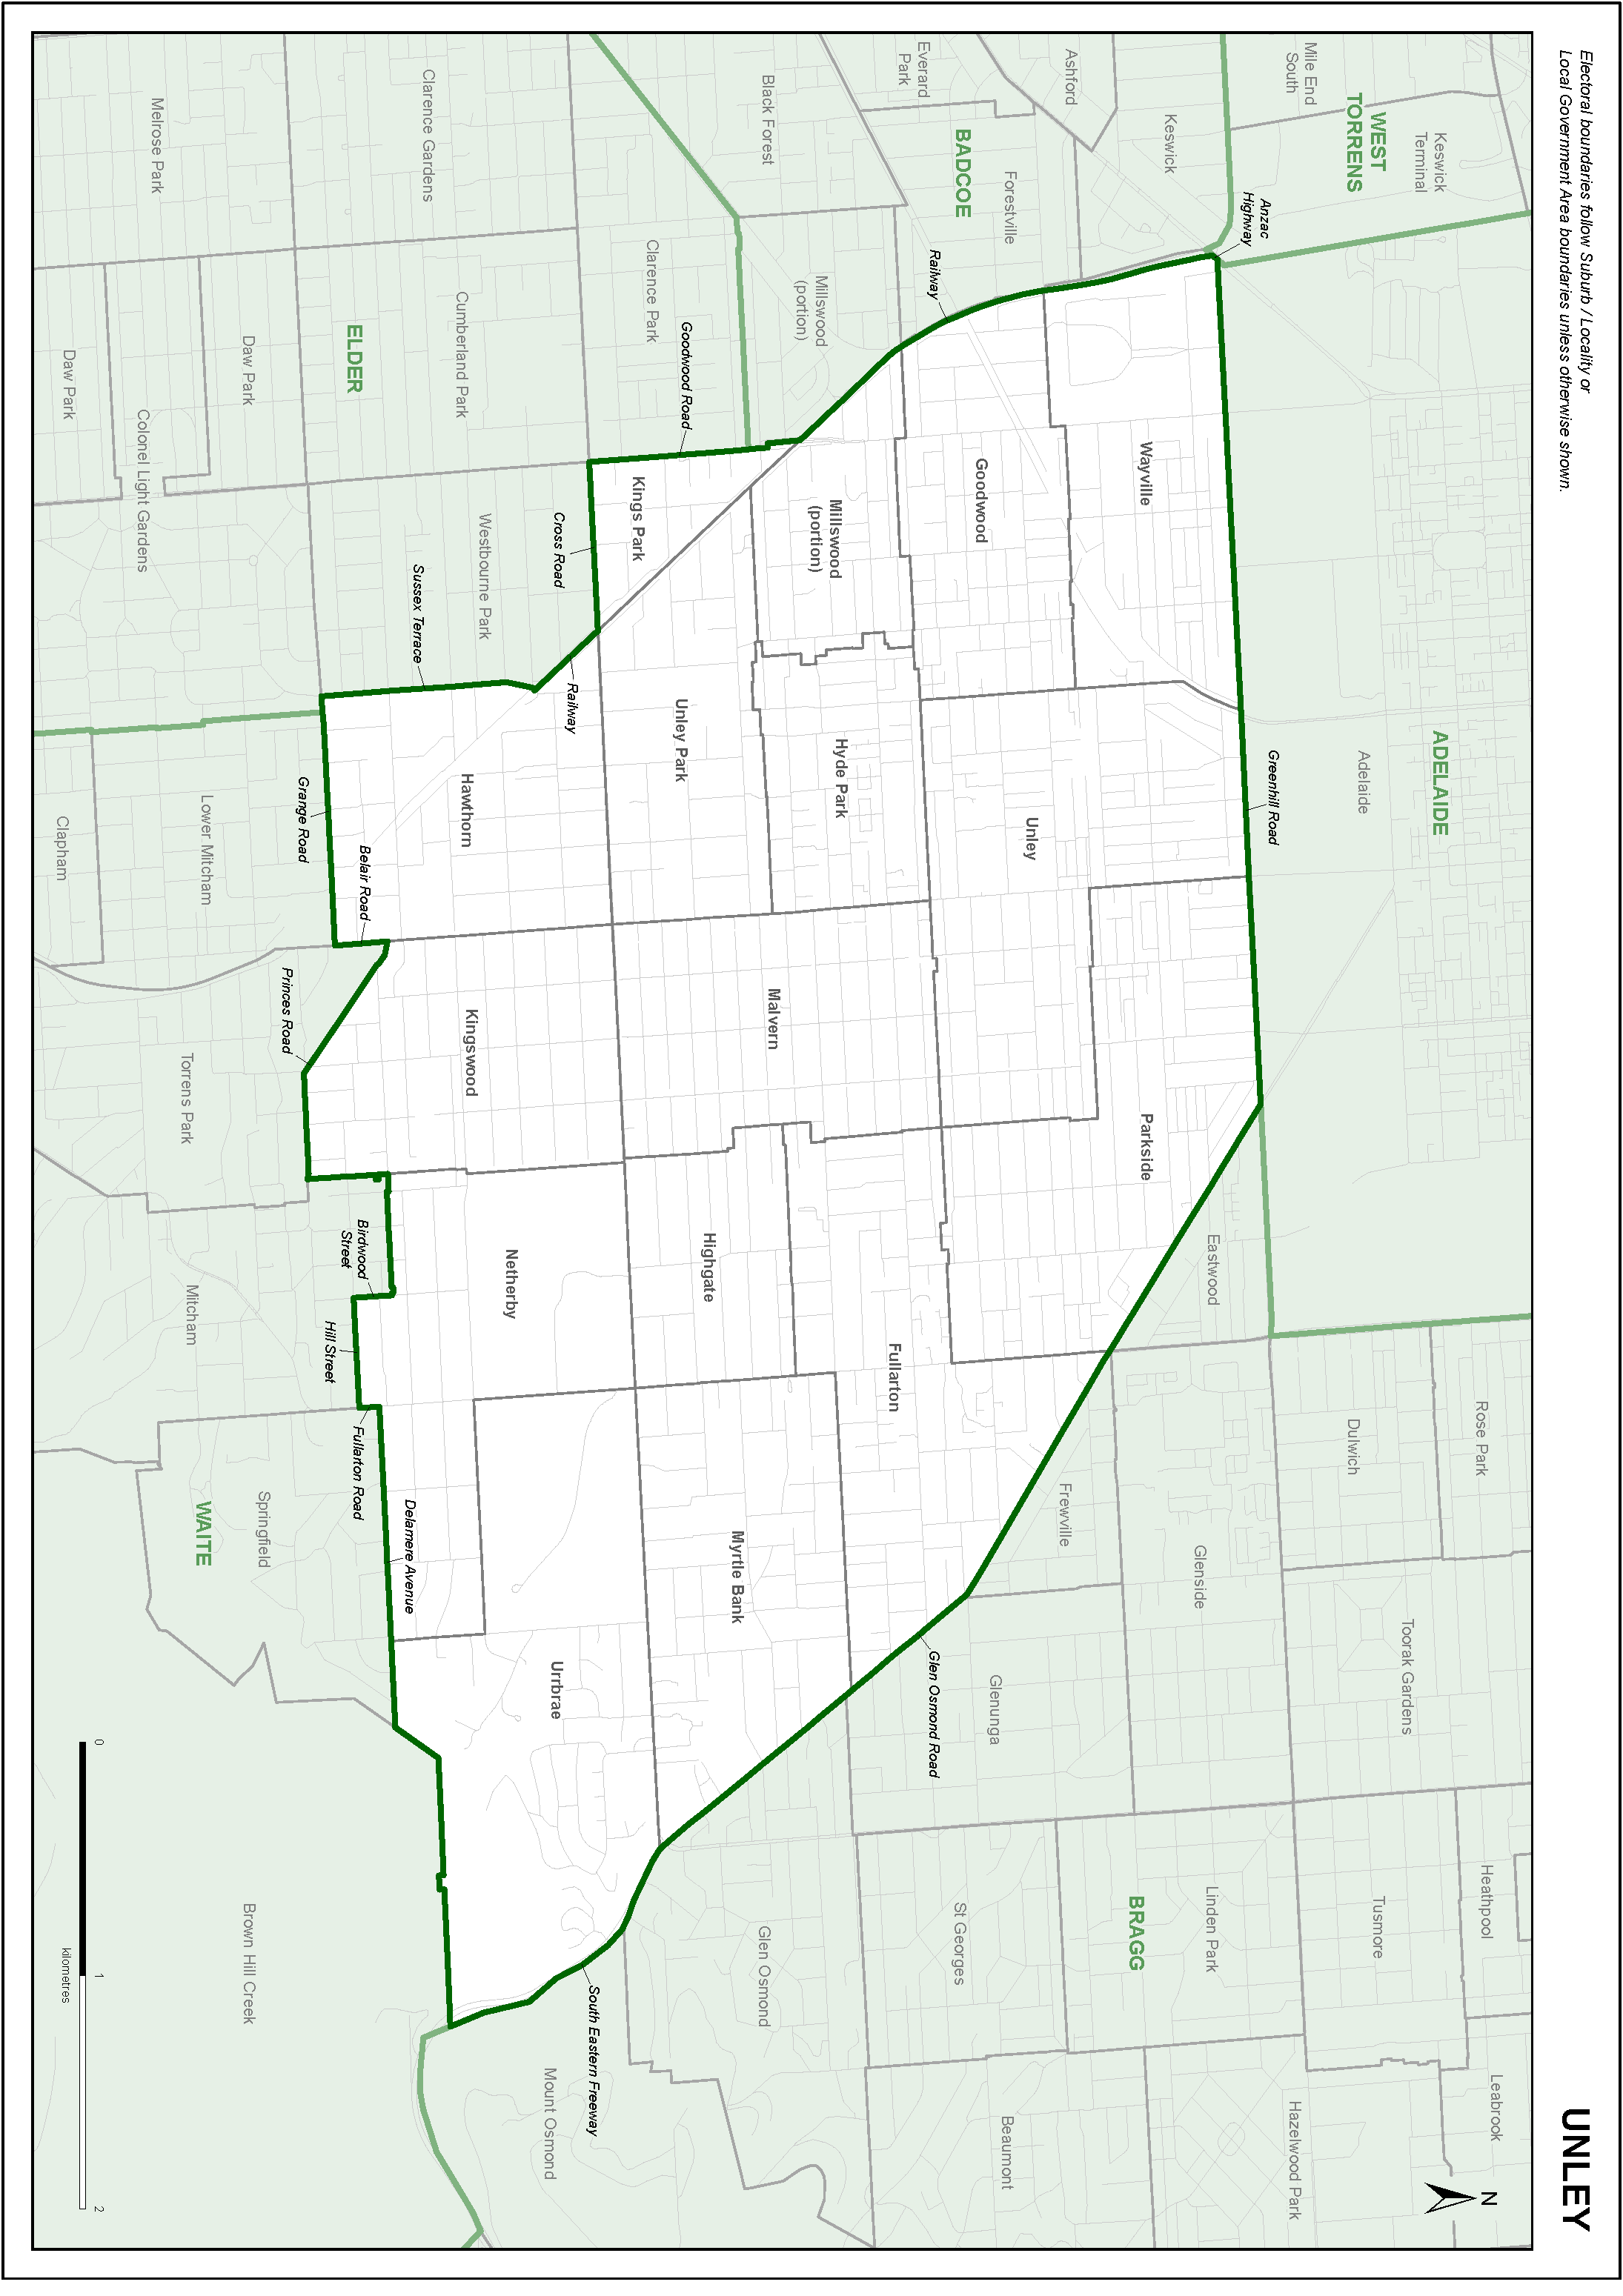 UNLEY
Electoral boundaries follow Suburb / Locality or
Local Government Area boundaries unless otherwise shown.
N
Mile End
South
WEST
TORRENS
Keswick
Terminal
Ashford
Keswick
Everard
Park
BADCOE
Forestville
Black Forest
Millswood
(portion)
Anzac
Highway
Railway
Clarence Gardens
Melrose Park
Clarence Park
Cumberland Park
ELDER
Daw Park
Daw Park
Colonel Light Gardens
Goodwood Road
Kings Park
Cross Road
Westbourne Park
Sussex Terrace
Railway
Wayville
Goodwood
Millswood
(portion)
Unley Park
Hyde Park
Unley
Hawthorn
Greenhill Road
Adelaide
ADELAIDE
Grange Road
Belair Road
Lower Mitcham
Clapham
Princes Road
Torrens Park
Kingswood
Malvern
Parkside
Eastwood
Birdwood
Street
Mitcham
Hill Street
Netherby
Highgate
Fullarton
Fullarton Road
Delamere Avenue
Springfield
WAITE
Myrtle Bank
Urrbrae
Frewville
Glenside
Dulwich
Rose Park
Toorak Gardens
Glenunga
Glen Osmond Road
Heathpool
Tusmore
Linden Park
BRAGG
St Georges
Glen Osmond
South Eastern Freeway
Mount Osmond
Brown Hill Creek
Beaumont
Hazelwood Park
Leabrook
0
1
2
kilometres